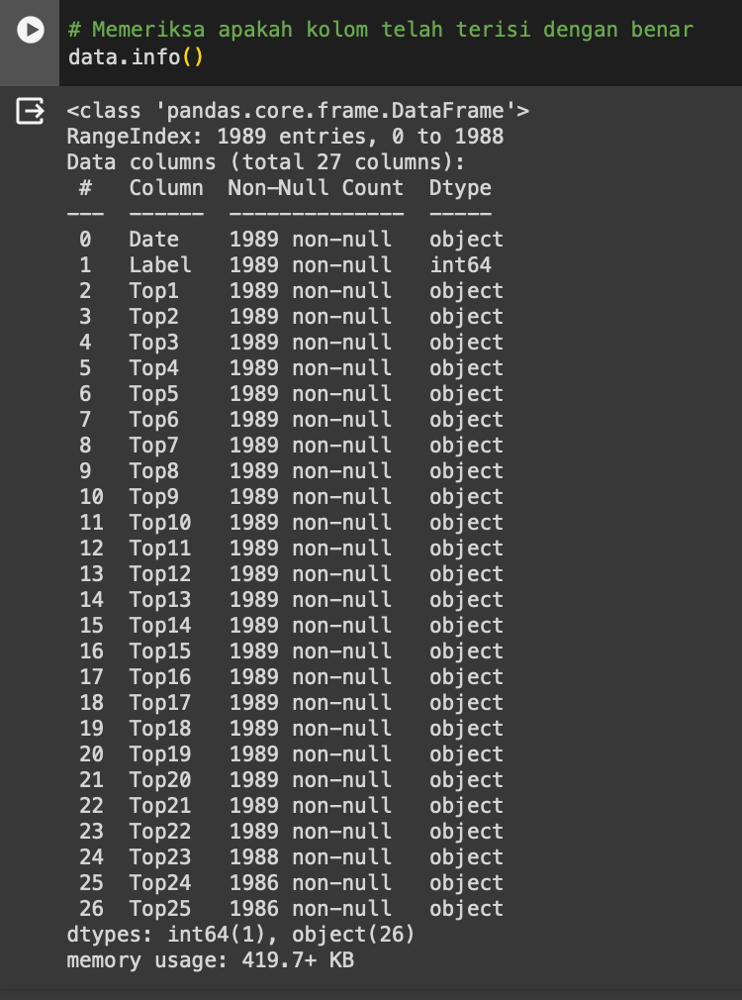 # Memeriksa apakah kolom telah terisi dengan benar
data.info()
<class 'pandas.core.frame.DataFrame'>
RangeIndex: 1989 entries, 0 to 1988
Data columns (total 27 columns):
 #   Column  Non-Null Count  Dtype
---  ------  --------------  -----
 0   Date    1989 non-null   object
 1   Label   1989 non-null   int64
 2   Top1    1989 non-null   object
 3   Top2    1989 non-null   object
 4   Top3    1989 non-null   object
 5   Top4    1989 non-null   object
 6   Top5    1989 non-null   object
 7   Top6    1989 non-null   object
 8   Top7    1989 non-null   object
 9   Top8    1989 non-null   object
 10  Top9    1989 non-null   object
 11  Top10   1989 non-null   object
 12  Top11   1989 non-null   object
 13  Top12   1989 non-null   object
 14  Top13   1989 non-null   object
 15  Top14   1989 non-null   object
 16  Top15   1989 non-null   object
 17  Top16   1989 non-null   object
 18  Top17   1989 non-null   object
 19  Top18   1989 non-null   object
 20  Top19   1989 non-null   object
 21  Top20   1989 non-null   object
 22  Top21   1989 non-null   object
 23  Top22   1989 non-null   object
 24  Top23   1988 non-null   object
 25  Top24   1986 non-null   object
 26  Top25   1986 non-null   object
dtypes: int64(1), object(26)
memory usage: 419.7+ KB